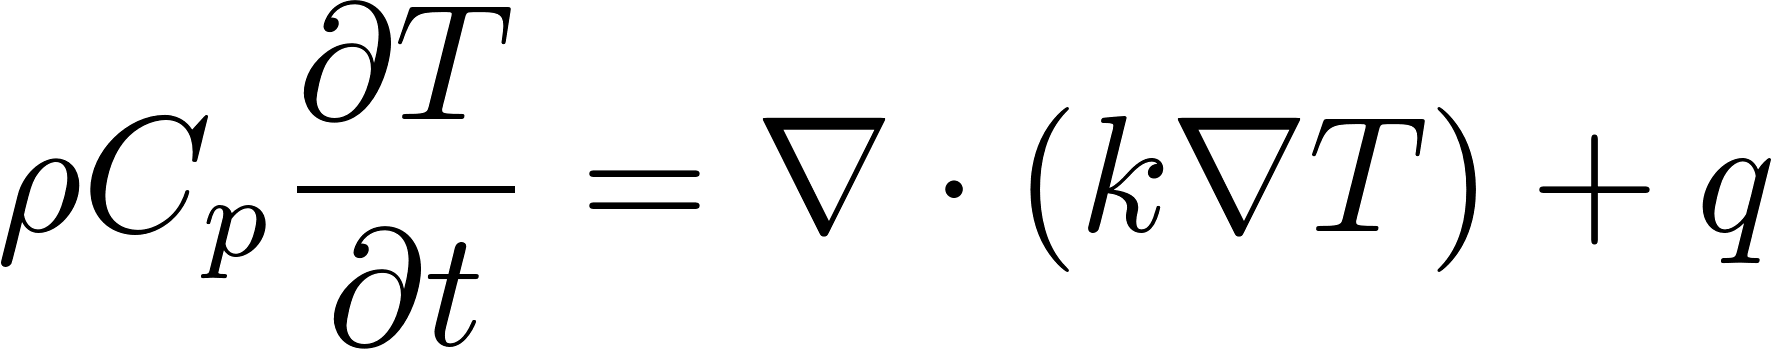 ρC_p ∂T/∂t = ∇ · (k∇T) + q